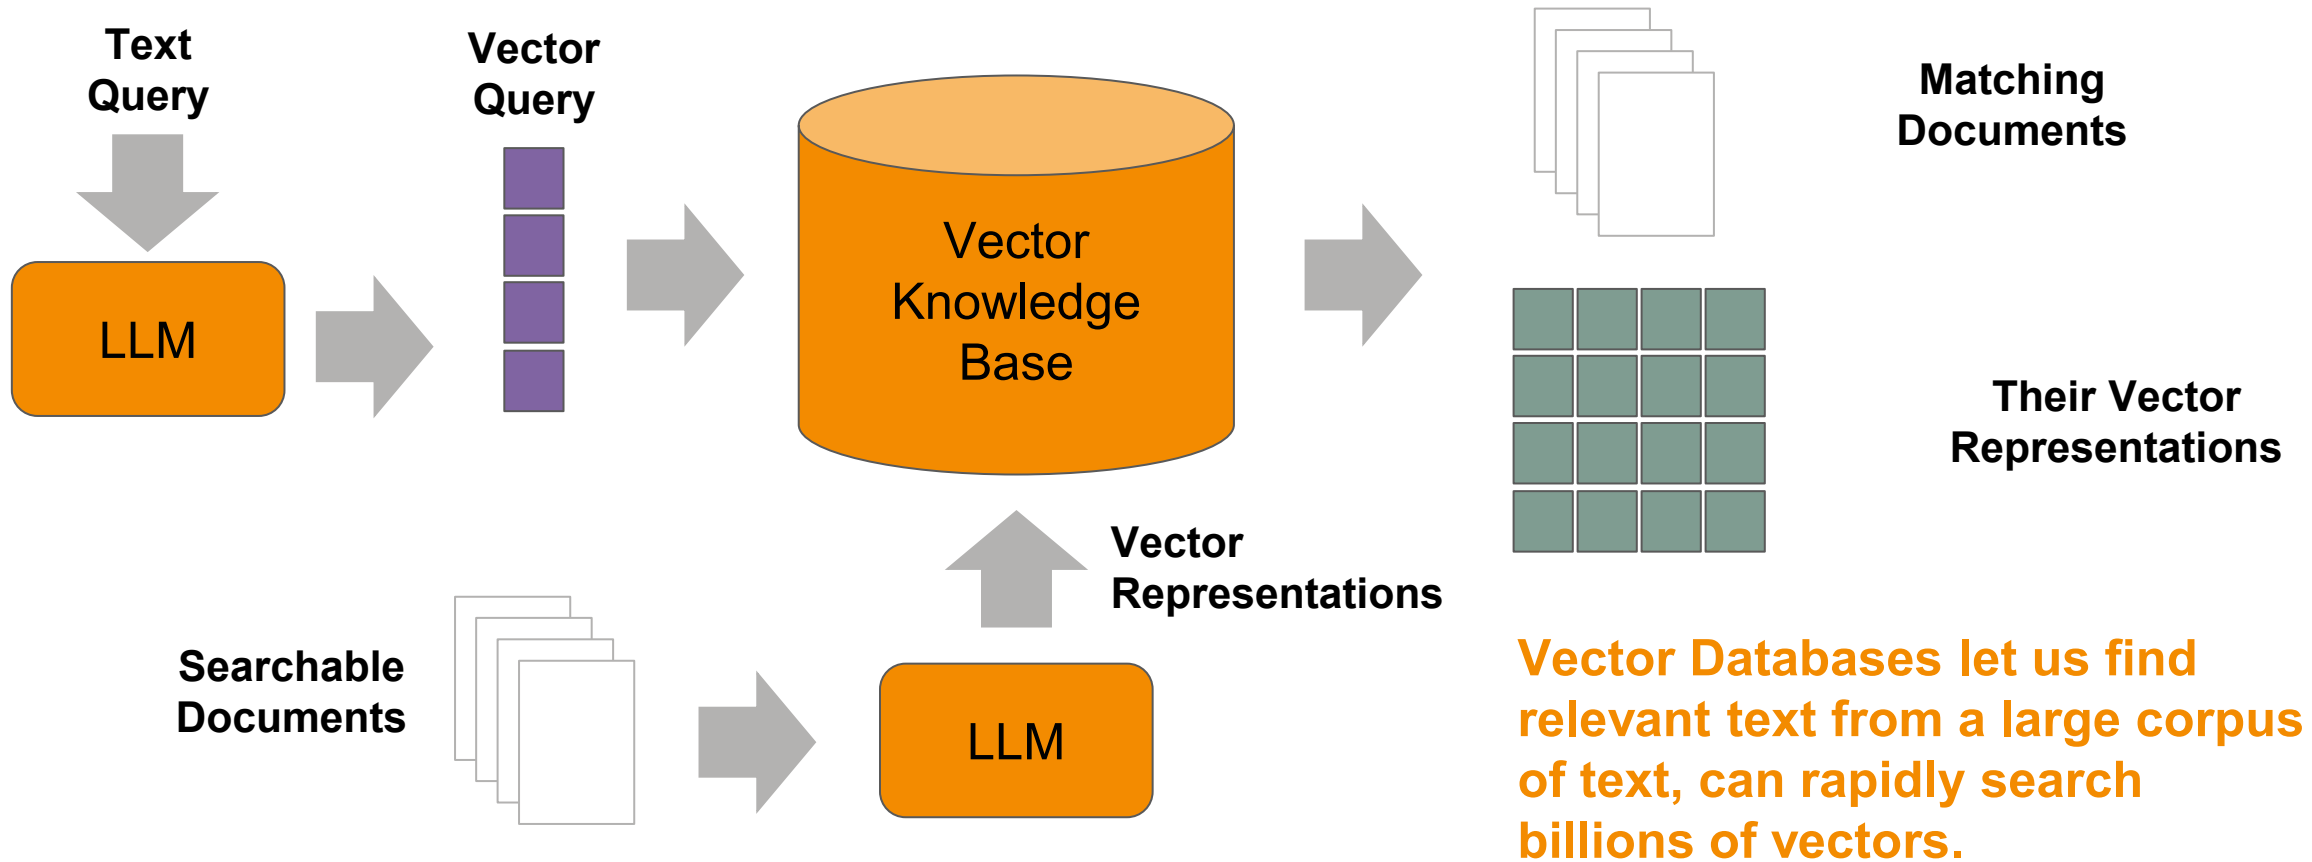 Text
Query
Vector
Query
Matching
Documents
LLM
Vector
Knowledge
Base
Their Vector
Representations
Vector
Representations
Searchable
Documents
LLM
Vector Databases let us find
relevant text from a large corpus
of text, can rapidly search
billions of vectors.